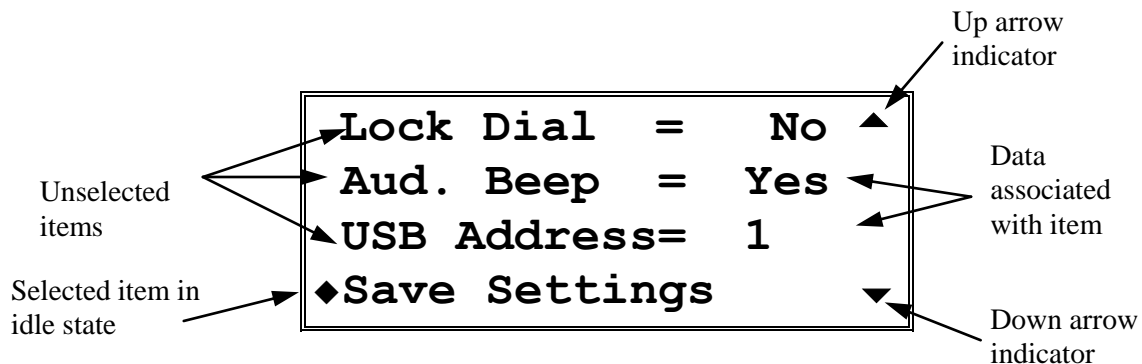 Up arrow
indicator
Lock Dial = No ▲
Aud. Beep = Yes
USB Address= 1
◆Save Settings ▼
Unselected
items
Selected item in
idle state
Data
associated
with item
Down arrow
indicator